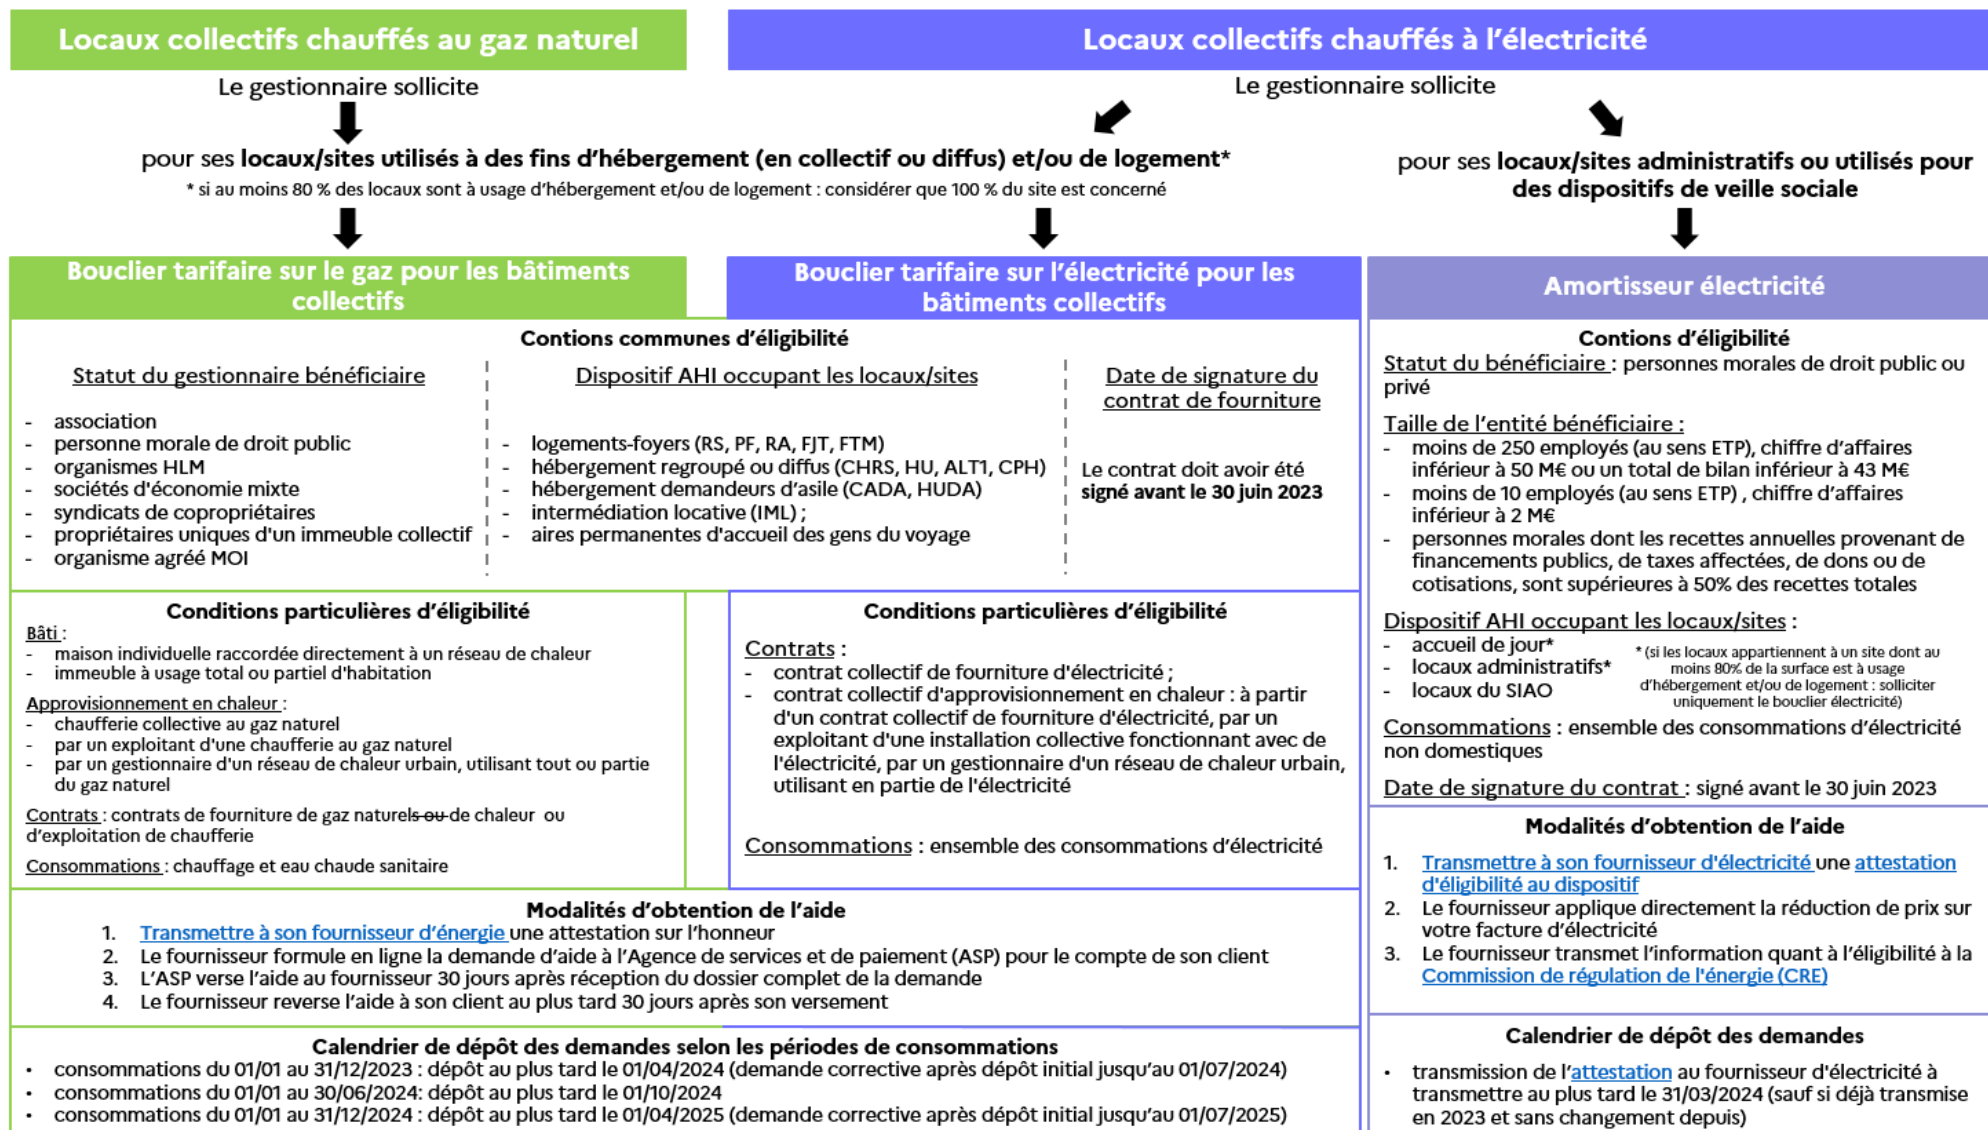 Locaux collectifs chauffés au gaz naturel
Locaux collectifs chauffés à l'électricité
Le gestionnaire sollicite
Le gestionnaire sollicite
pour ses locaux/sites utilisés à des fins d'hébergement (en collectif ou diffus) et/ou de logement*
* si au moins 80 % des locaux sont à usage d'hébergement et/ou de logement : considérer que 100 % du site est concerné
pour ses locaux/sites administratifs ou utilisés pour
des dispositifs de veille sociale
Bouclier tarifaire sur le gaz pour les bâtiments
collectifs
Bouclier tarifaire sur l'électricité pour les
bâtiments collectifs
Amortisseur électricité
Contions communes d'éligibilité
Statut du gestionnaire bénéficiaire
- association
- personne morale de droit public
- organismes HLM
- sociétés d'économie mixte
- syndicats de copropriétaires
- propriétaires uniques d'un immeuble collectif
- organisme agréé MOI
Dispositif AHI occupant les locaux/sites
- logements-foyers (RS, PF, RA, FJT, FTM)
- hébergement regroupé ou diffus (CHRS, HU, ALT1, CPH)
- hébergement demandeurs d'asile (CADA, HUDA)
- intermédiation locative (IML) ;
- aires permanentes d'accueil des gens du voyage
Date de signature du
contrat de fourniture
Le contrat doit avoir été
signé avant le 30 juin 2023
Conditions particulières d'éligibilité
Bâti :
- maison individuelle raccordée directement à un réseau de chaleur
- immeuble à usage total ou partiel d'habitation
Approvisionnement en chaleur :
- chaufferie collective au gaz naturel
- par un exploitant d'une chaufferie au gaz naturel
- par un gestionnaire d'un réseau de chaleur urbain, utilisant tout ou partie
du gaz naturel
Contrats : contrats de fourniture de gaz naturels ou de chaleur ou
d'exploitation de chaufferie
Consommations : chauffage et eau chaude sanitaire
Conditions particulières d'éligibilité
Contrats :
- contrat collectif de fourniture d'électricité ;
- contrat collectif d'approvisionnement en chaleur : à partir
d'un contrat collectif de fourniture d'électricité, par un
exploitant d'une installation collective fonctionnant avec de
l'électricité, par un gestionnaire d'un réseau de chaleur urbain,
utilisant en partie de l'électricité
Consommations : ensemble des consommations d'électricité
Modalités d'obtention de l'aide
1. Transmettre à son fournisseur d'énergie une attestation sur l'honneur
2. Le fournisseur formule en ligne la demande d'aide à l'Agence de services et de paiement (ASP) pour le compte de son client
3. L'ASP verse l'aide au fournisseur 30 jours après réception du dossier complet de la demande
4. Le fournisseur reverse l'aide à son client au plus tard 30 jours après son versement
Calendrier de dépôt des demandes selon les périodes de consommations
• consommations du 01/01 au 31/12/2023 : dépôt au plus tard le 01/04/2024 (demande corrective après dépôt initial jusqu'au 01/07/2024)
• consommations du 01/01 au 30/06/2024: dépôt au plus tard le 01/10/2024
• consommations du 01/01 au 31/12/2024 : dépôt au plus tard le 01/04/2025 (demande corrective après dépôt initial jusqu'au 01/07/2025)
Contions d'éligibilité
Statut du bénéficiaire : personnes morales de droit public ou
privé
Taille de l'entité bénéficiaire :
- moins de 250 employés (au sens ETP), chiffre d'affaires
inférieur à 50 M€ ou un total de bilan inférieur à 43 M€
- moins de 10 employés (au sens ETP) , chiffre d'affaires
inférieur à 2 M€
- personnes morales dont les recettes annuelles provenant de
financements publics, de taxes affectées, de dons ou de
cotisations, sont supérieures à 50% des recettes totales
Dispositif AHI occupant les locaux/sites :
- accueil de jour*
- locaux administratifs*
- locaux du SIAO
* (si les locaux appartiennent à un site dont au
moins 80% de la surface est à usage
d'hébergement et/ou de logement : solliciter
uniquement le bouclier électricité)
Consommations : ensemble des consommations d'électricité
non domestiques
Date de signature du contrat : signé avant le 30 juin 2023
Modalités d'obtention de l'aide
1. Transmettre à son fournisseur d'électricité une attestation
d'éligibilité au dispositif
2. Le fournisseur applique directement la réduction de prix sur
votre facture d'électricité
3. Le fournisseur transmet l'information quant à l'éligibilité à la
Commission de régulation de l'énergie (CRE)
Calendrier de dépôt des demandes
• transmission de l'attestation au fournisseur d'électricité à
transmettre au plus tard le 31/03/2024 (sauf si déjà transmise
en 2023 et sans changement depuis)